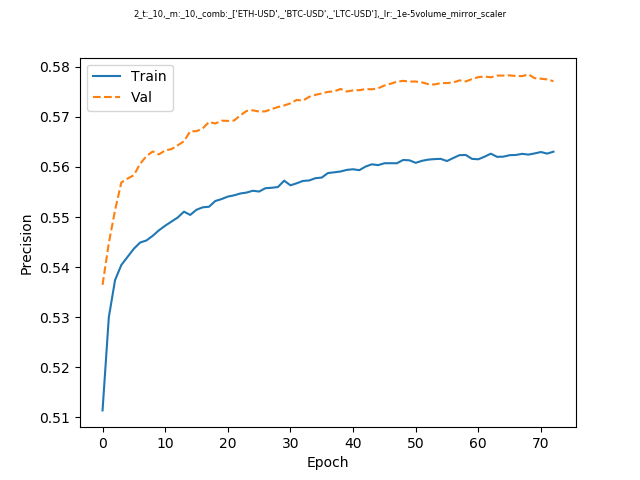 2_t:_10,_m:_10,_comb:_['ETH-USD',_'BTC-USD',_'LTC-USD'],_lr:_1e-5volume_mirror_scaler
Train
Val
0.58
0.57
0.56
0.55
0.54
0.53
0.52
0.51
Precision
0 10 20 30 40 50 60 70
Epoch